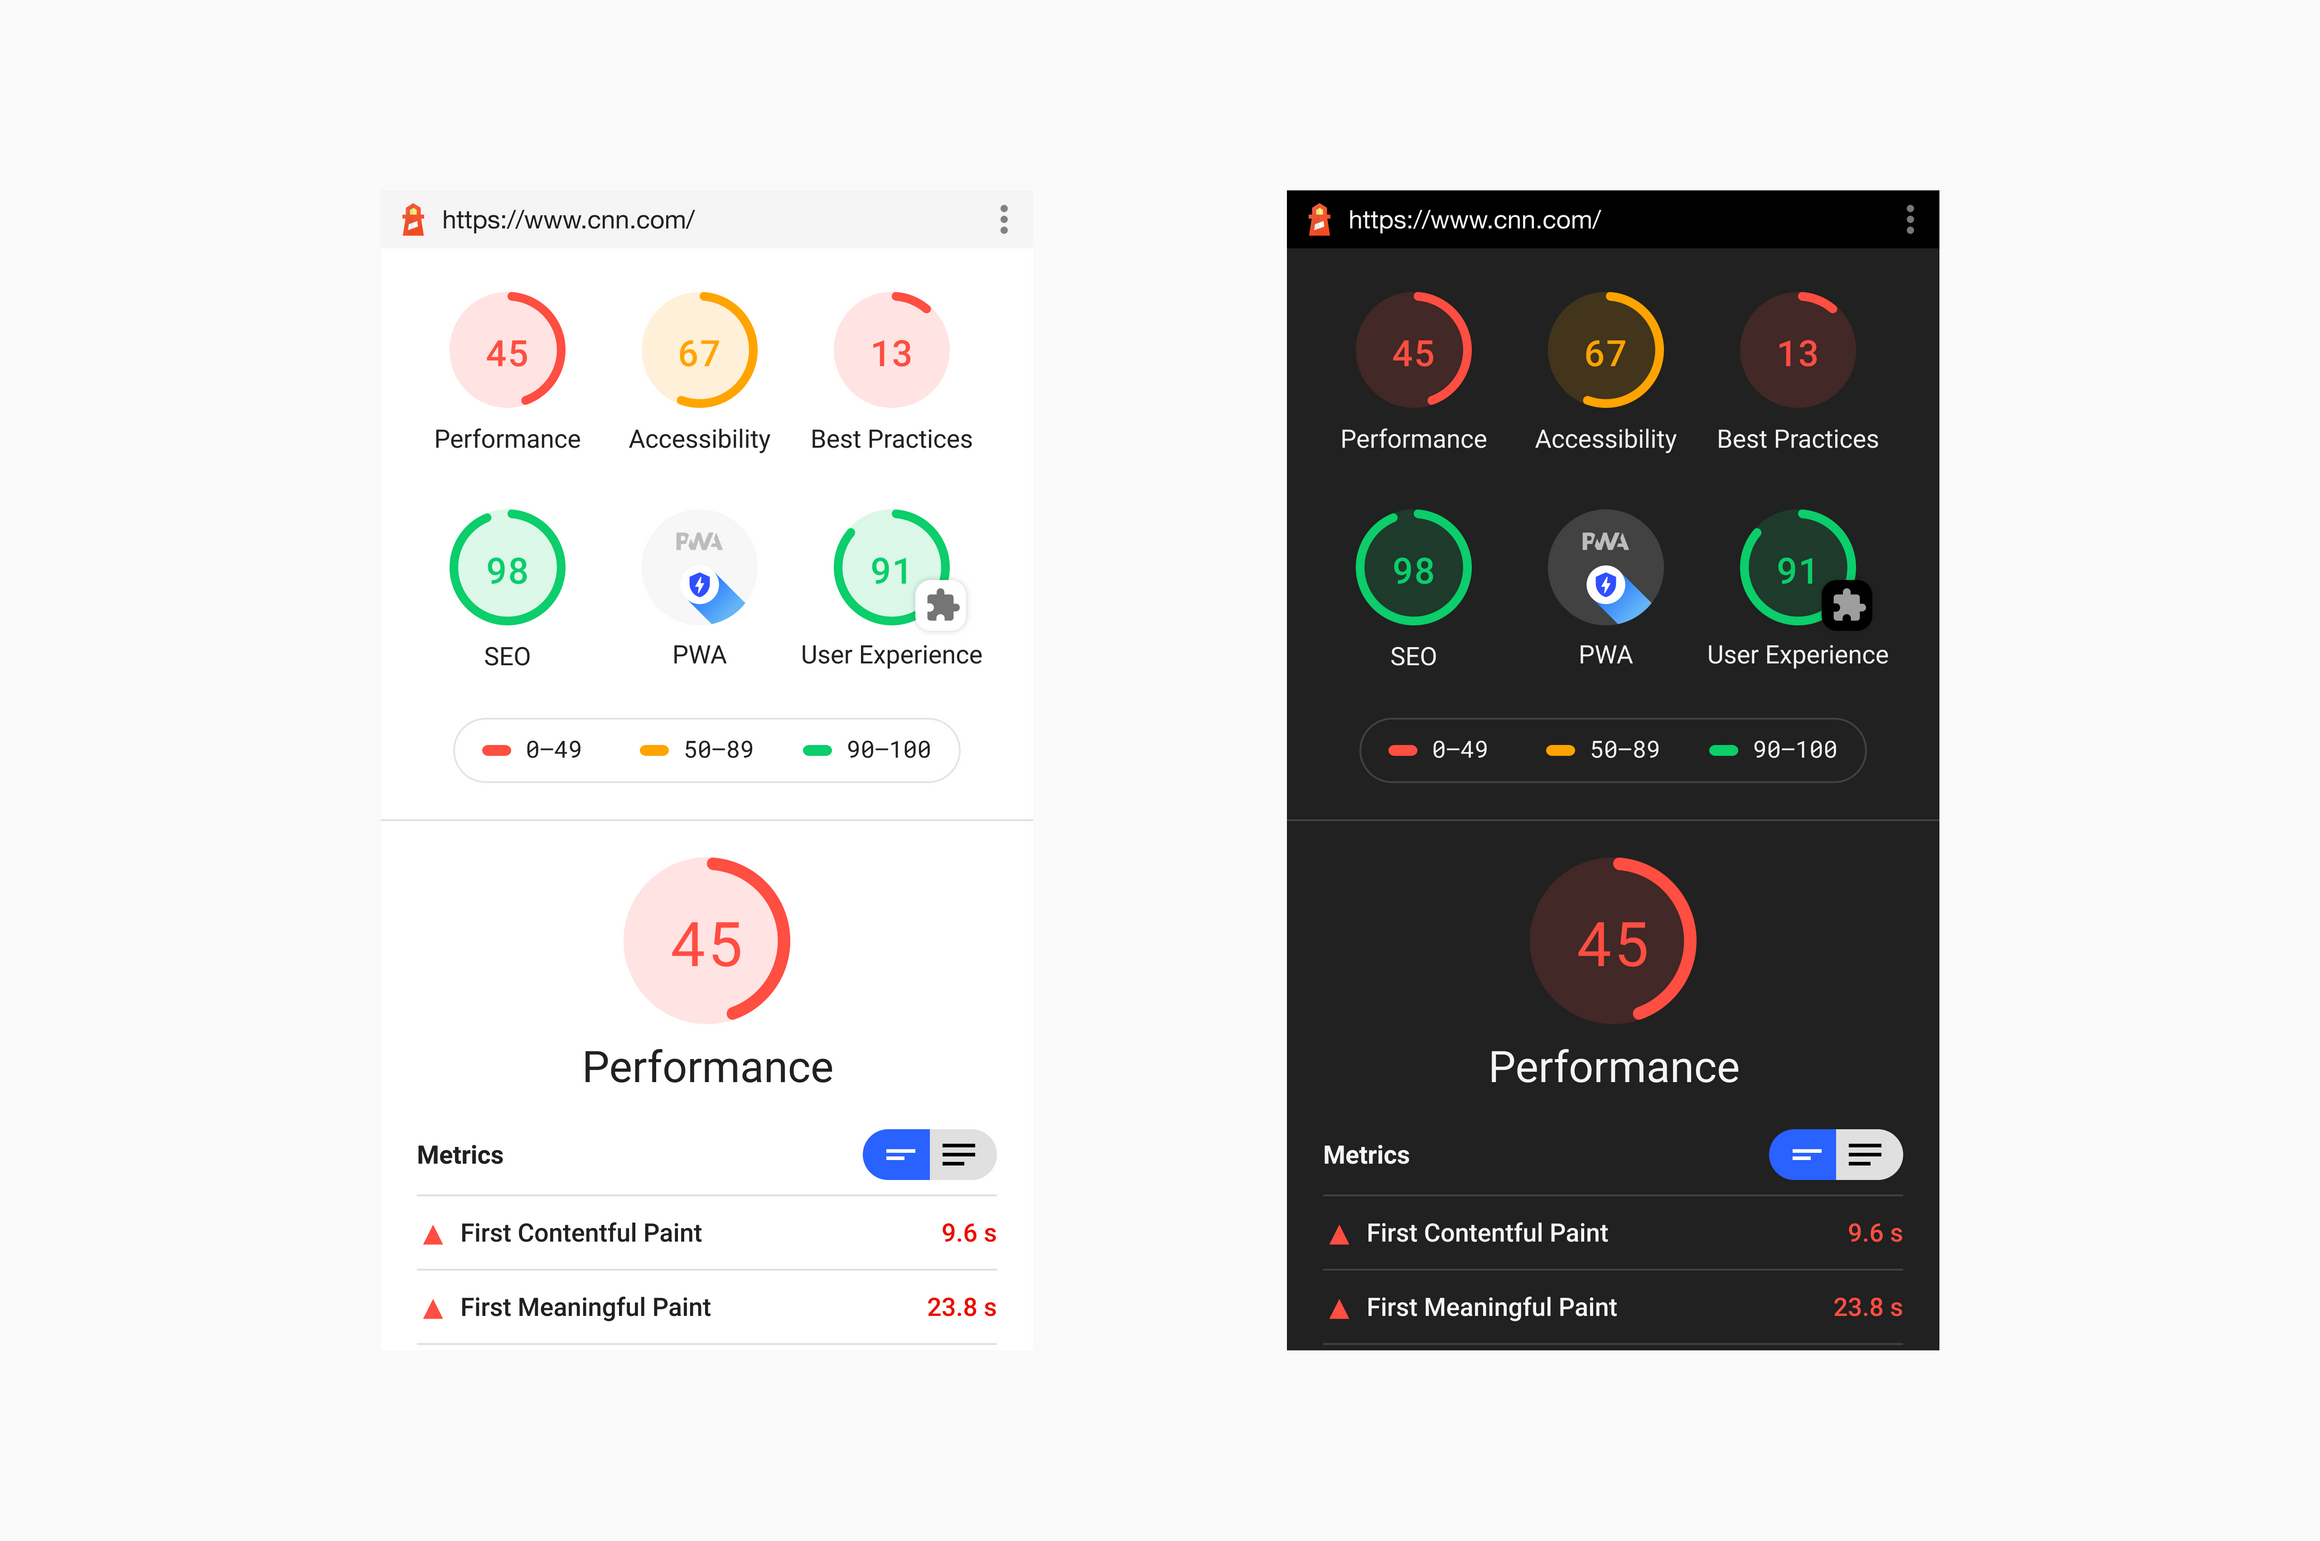 https://www.cnn.com/
45 67 13
Performance Accessibility Best Practices
98 PWA 91
SEO PWA User Experience
0–49 50–89 90–100
45
Performance
Metrics
First Contentful Paint 9.6 s
First Meaningful Paint 23.8 s
https://www.cnn.com/
45 67 13
Performance Accessibility Best Practices
98 PWA 91
SEO PWA User Experience
0–49 50–89 90–100
45
Performance
Metrics
First Contentful Paint 9.6 s
First Meaningful Paint 23.8 s